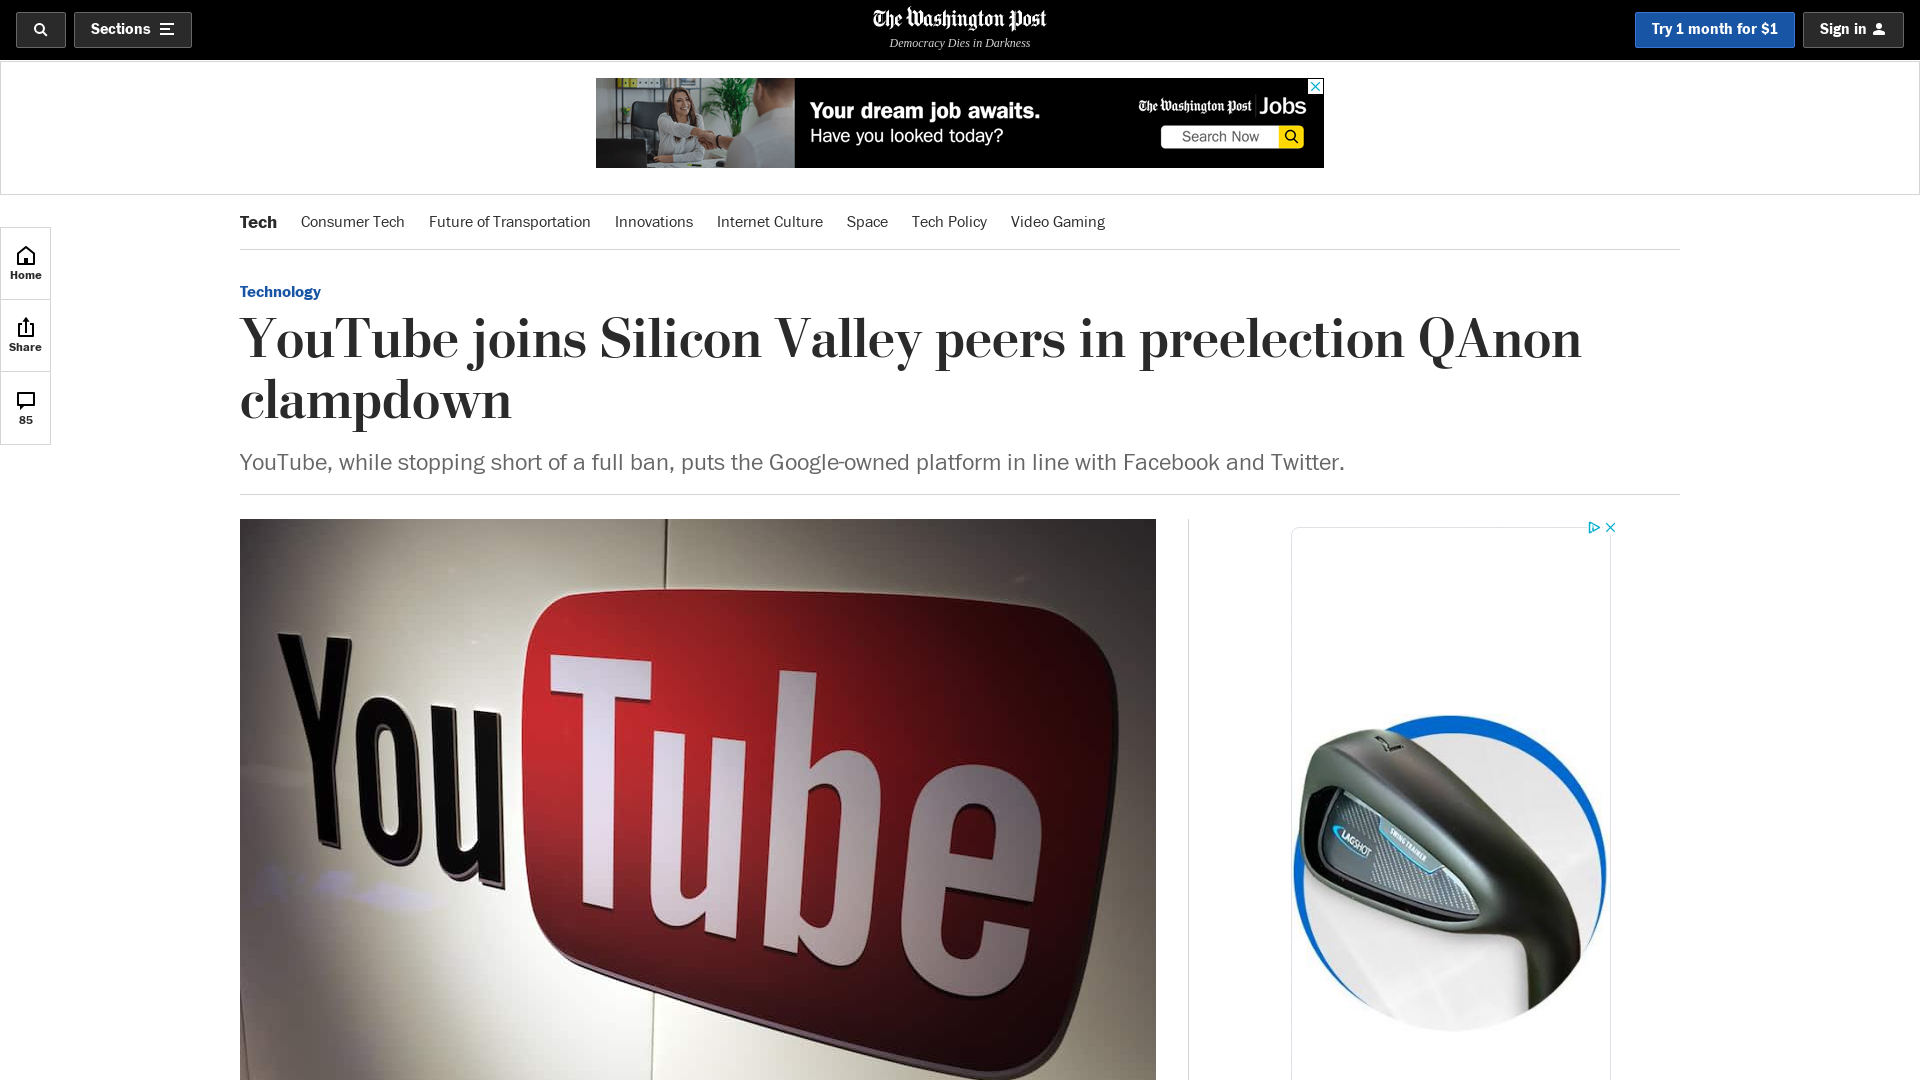 Sections
The Washington Post
Democracy Dies in Darkness
Try 1 month for $1
Sign in
Your dream job awaits.
Have you looked today?
The Washington Post Jobs
Search Now
Tech
Consumer Tech
Future of Transportation
Innovations
Internet Culture
Space
Tech Policy
Video Gaming
Home
Share
85
Technology
YouTube joins Silicon Valley peers in preelection QAnon
clampdown
YouTube, while stopping short of a full ban, puts the Google-owned platform in line with Facebook and Twitter.
YouTube
7
LAGSHOT
SWING TRAINER